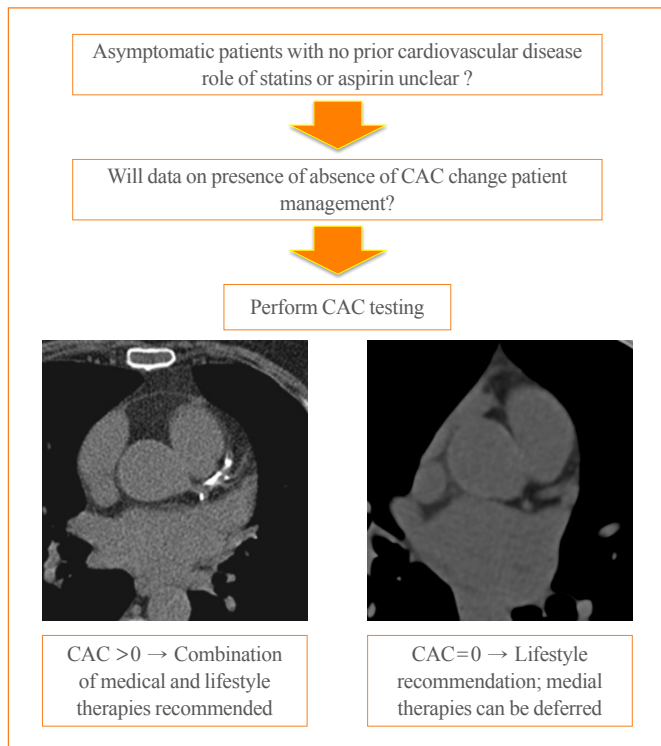 Asymptomatic patients with no prior cardiovascular disease
role of statins or aspirin unclear ?
Will data on presence of absence of CAC change patient
management?
Perform CAC testing
CAC >0 → Combination
of medical and lifestyle
therapies recommended
CAC=0 → Lifestyle
recommendation; medial
therapies can be deferred